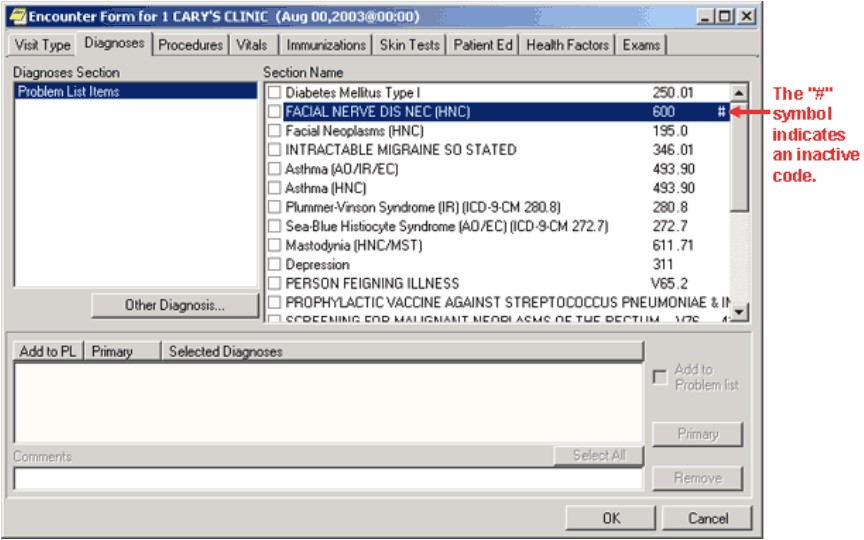 Encounter Form for 1 CARY'S CLINIC (Aug 00,2003@00:00)
Visit Type Diagnoses Procedures Vitals Immunizations Skin Tests Patient Ed Health Factors Exams
Diagnoses Section Section Name
Problem List Items
Diabetes Mellitus Type I 250.01
FACIAL NERVE DIS NEC (HNC) 600 #
Facial Neoplasms (HNC) 195.0
INTRACTABLE MIGRAINE SO STATED 346.01
Asthma (AO/IR/EC) 493.90
Asthma (HNC) 493.90
Plummer-Vinson Syndrome (IR) (ICD-9-CM 280.8) 280.8
Sea-Blue Histiocyte Syndrome (AO/EC) (ICD-9-CM 272.7) 272.7
Mastodynia (HNC/MST) 611.71
Depression 311
PERSON FEIGNING ILLNESS V65.2
PROPHYLACTIC VACCINE AGAINST STREPTOCOCCUS PNEUMONIAE & IN
SCREENING FOR MALIGNANT NEOPLASMS OF THE RECTUM V76
The "#"
symbol
indicates
an inactive
code.
Other Diagnosis...
Add to PL Primary Selected Diagnoses
Add to
Problem list
Primary
Comments Select All
Remove
OK Cancel